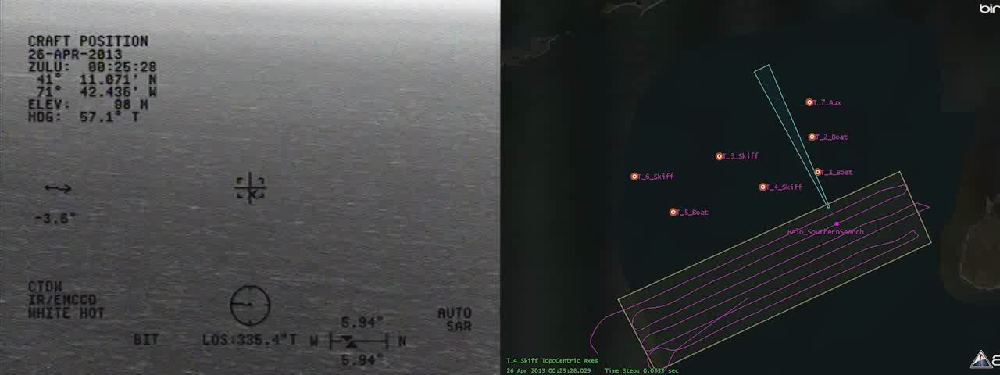 CRAFT POSITION
26-APR-2013
ZULU: 00:25:28
41° 11.071' N
71° 42.436' W
ELEV: 98 M
HDG: 57.1° T
-3.6°
CTDW
IR/EMCCD
WHITE HOT
BIT
LOS:335.4°T
W
N
5.94°
5.94°
AUTO
SAR
bin
T_7_Aux
T_2_Boat
T_3_Skiff
T_1_Boat
T_6_Skiff
T_4_Skiff
T_5_Boat
Helo_SouthernSearch
T_4_Skiff TopoCentric Axes
26 Apr 2013 00:25:28.029 Time Step: 0.0333 sec